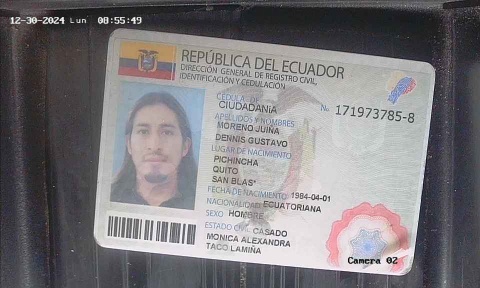 12-30-2024 Lun 08:55:49
REPÚBLICA DEL ECUADOR
DIRECCIÓN GENERAL DE REGISTRO CIVIL,
IDENTIFICACIÓN Y CEDULACIÓN
CÉDULA DE
CIUDADANÍA
No 171973785-8
APELLIDOS Y NOMBRES
MORENO JUIÑA
DENNIS GUSTAVO
LUGAR DE NACIMIENTO
PICHINCHA
QUITO
SAN BLAS*
FECHA DE NACIMIENTO 1984-04-01
NACIONALIDAD ECUATORIANA
SEXO HOMBRE
ESTADO CIVIL CASADO
MONICA ALEXANDRA
TACO LAMIÑA
Camera 02